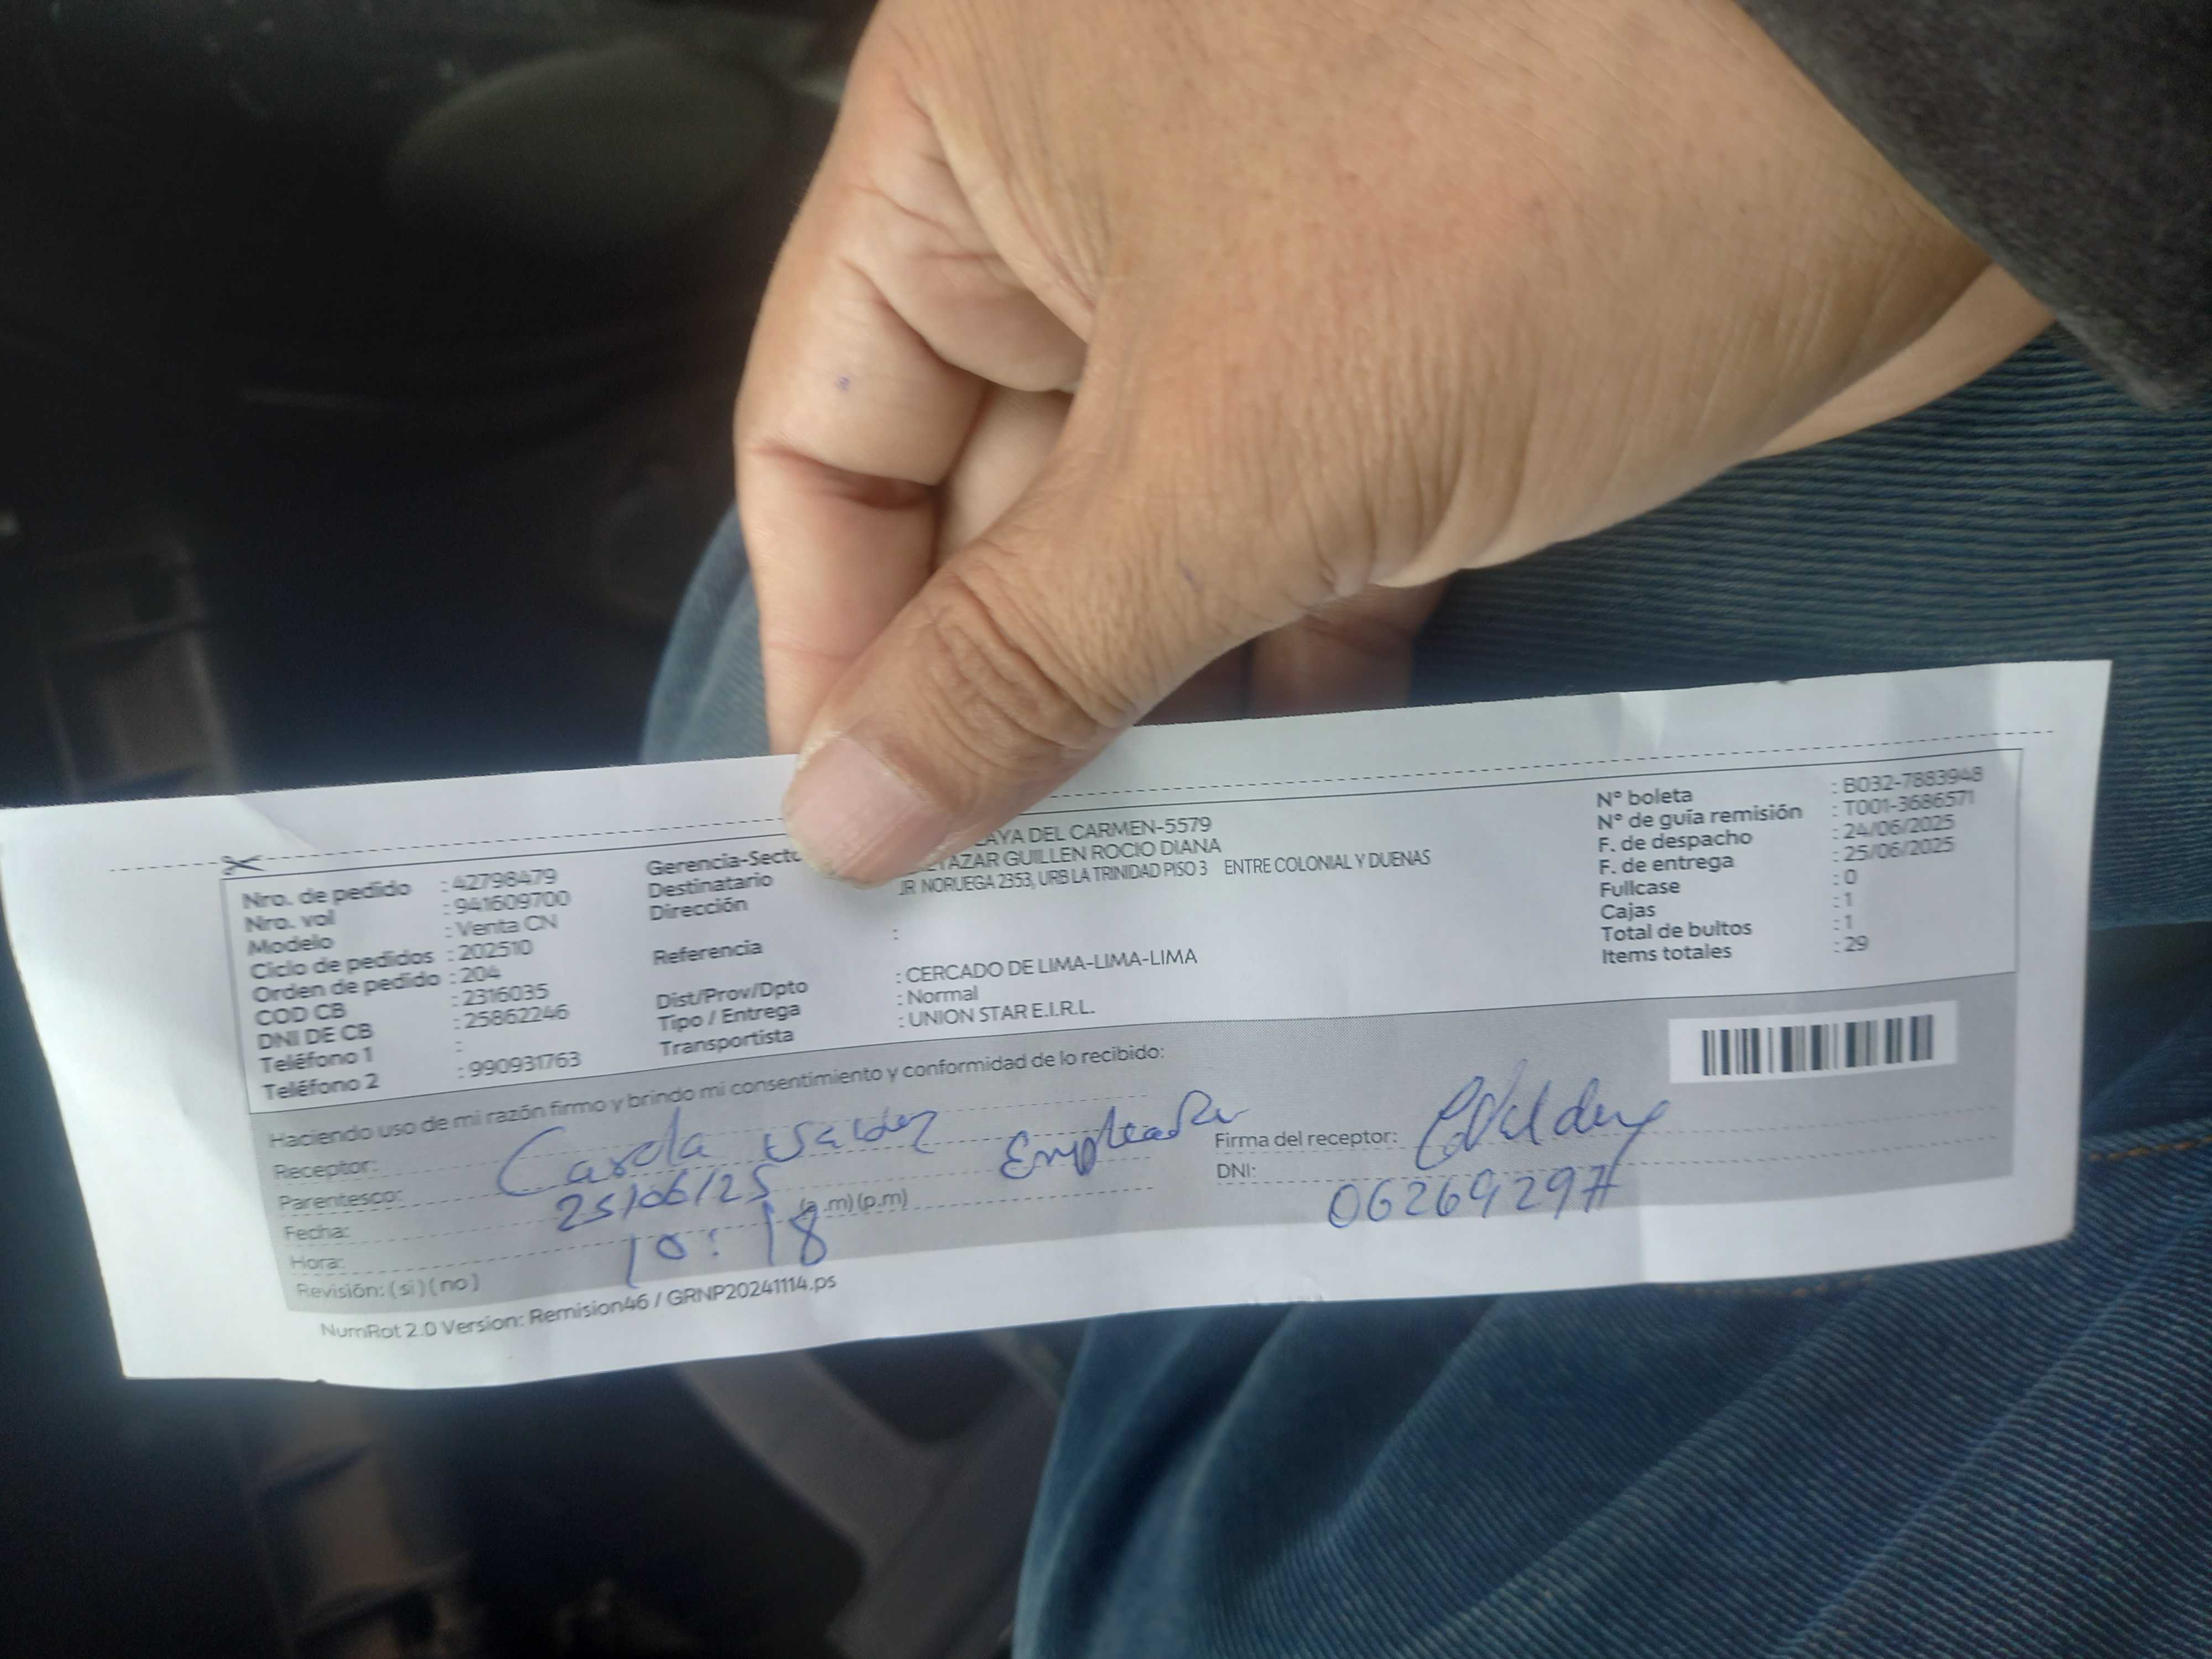 Nro. de pedido : 42798479
Nro. vol : 941609700
Modelo : Venta CN
Ciclo de pedidos : 202510
Orden de pedido : 204
COD CB : 2316035
DNI DE CB : 25862246
Teléfono 1 :
Teléfono 2 : 990931763
Gerencia-Secto AYA DEL CARMEN-5579
Destinatario AZAR GUILLEN ROCIO DIANA
Dirección JR NORUEGA 2353, URB LA TRINIDAD PISO 3 ENTRE COLONIAL Y DUENAS
Referencia :
Dist/Prov/Dpto : CERCADO DE LIMA-LIMA-LIMA
Tipo / Entrega : Normal
Transportista : UNION STAR E.I.R.L.
N° boleta : B032-7883948
N° de guía remisión : T001-3686571
F. de despacho : 24/06/2025
F. de entrega : 25/06/2025
Fullcase : 0
Cajas : 1
Total de bultos : 1
Items totales : 29
Haciendo uso de mi razón firmo y brindo mi consentimiento y conformidad de lo recibido:
Receptor: Carla Valdez
Parentesco: Empleada
Fecha: 25/06/25
Hora: 10:18 (a.m) (p.m)
Revisión: ( si ) ( no )
Firma del receptor:
DNI: 06269297
NumRot 2.0 Version: Remision46 / GRNP20241114.ps